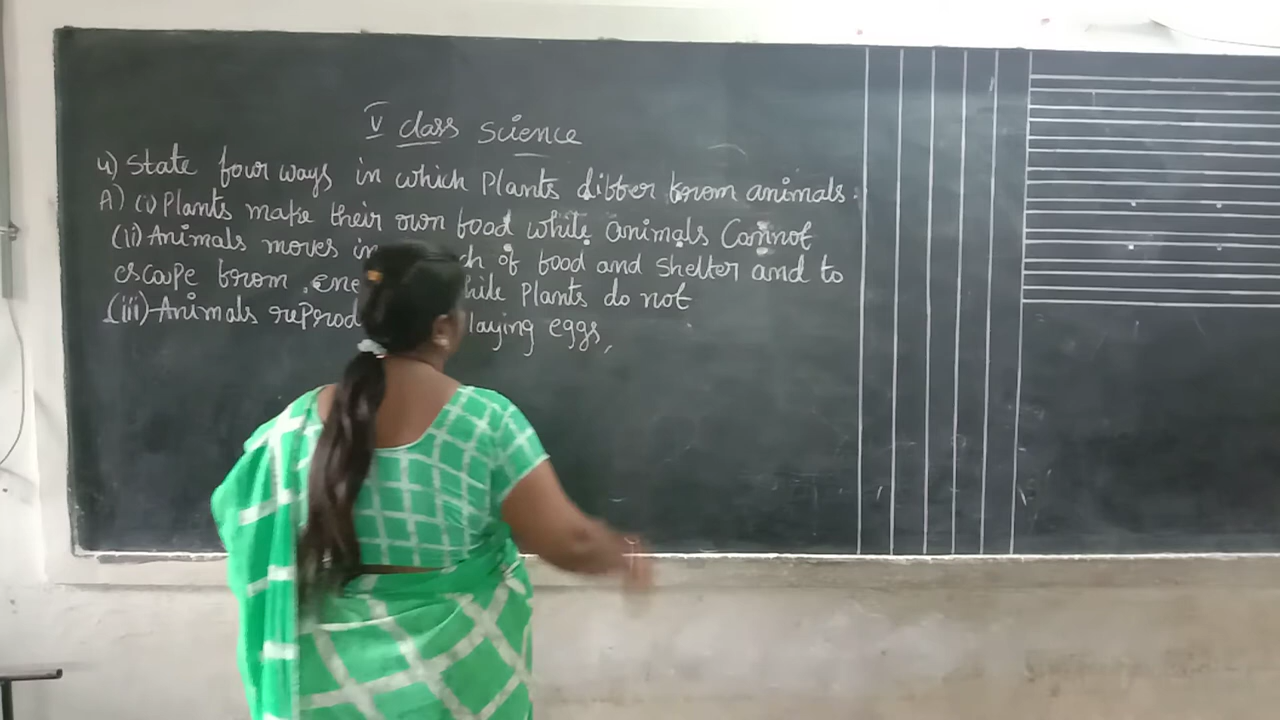 V class Science
4) State four ways in which Plants differ from animals:
A) (i) Plants make their own food while animals Cannot
(ii) Animals moves in of food and shelter and to
escape from Plants do not
(iii) Animals laying eggs,